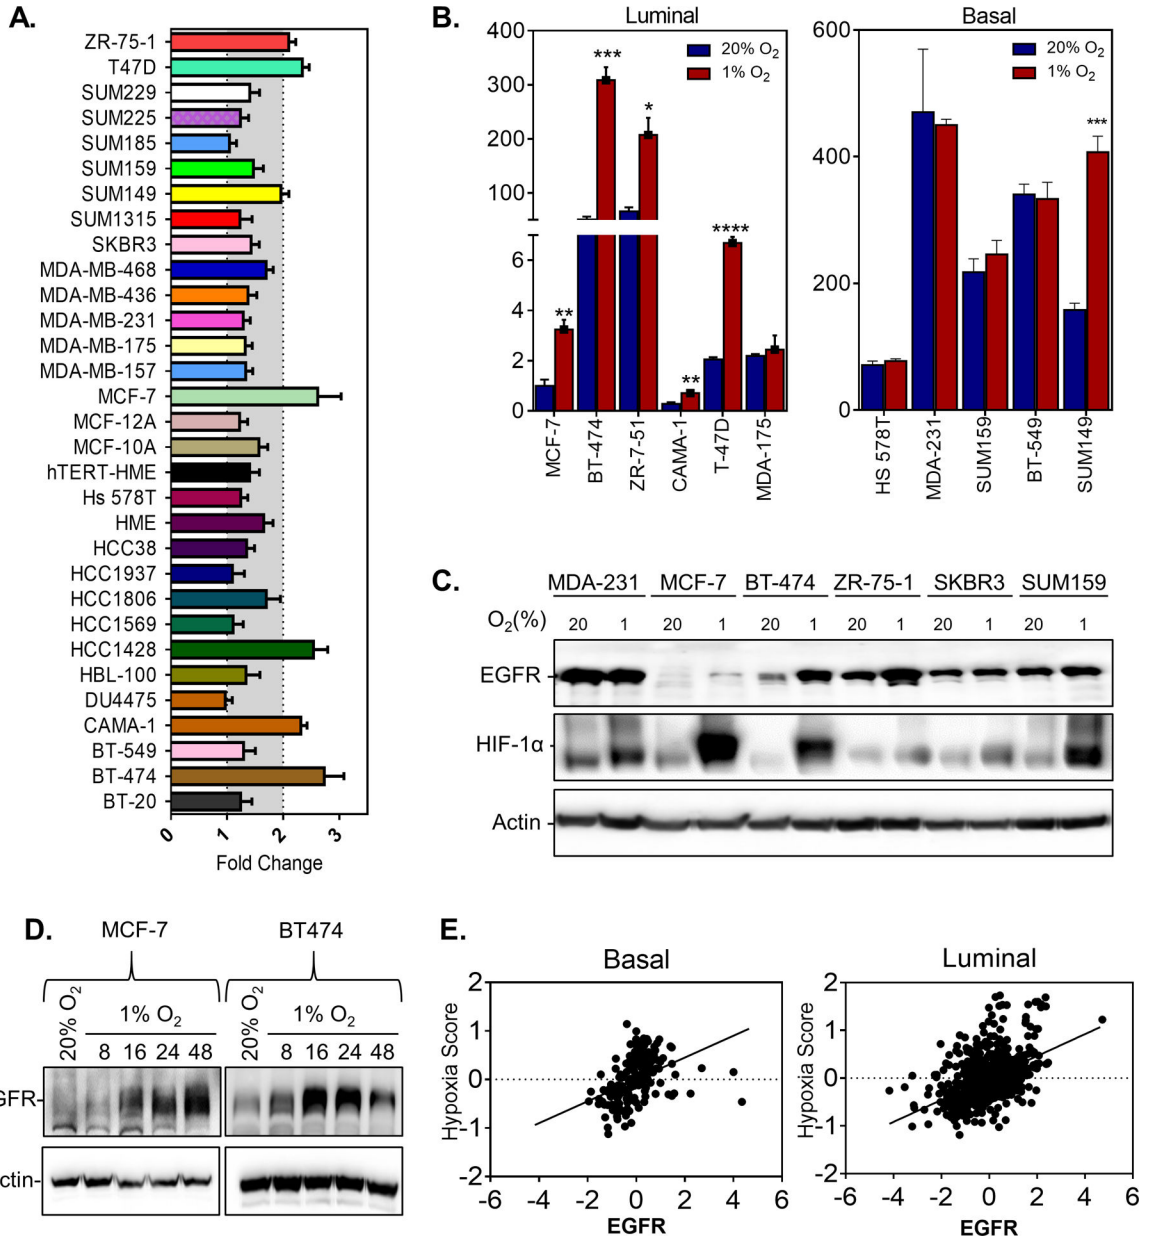 A.
ZR-75-1
T47D
SUM229
SUM225
SUM185
SUM159
SUM149
SUM1315
SKBR3
MDA-MB-468
MDA-MB-436
MDA-MB-231
MDA-MB-175
MDA-MB-157
MCF-7
MCF-12A
MCF-10A
hTERT-HME
Hs 578T
HME
HCC38
HCC1937
HCC1806
HCC1569
HCC1428
HBL-100
DU4475
CAMA-1
BT-549
BT-474
BT-20
0 1 2 3
Fold Change
B.
Luminal
400
300
200
100
6
4
2
0
20% O₂
1% O₂
** *** * ** ****
MCF-7 BT-474 ZR-7-51 CAMA-1 T-47D MDA-175
Basal
600
400
200
0
20% O₂
1% O₂
***
HS 578T MDA-231 SUM159 BT-549 SUM149
C.
MDA-231 MCF-7 BT-474 ZR-75-1 SKBR3 SUM159
O₂(%) 20 1 20 1 20 1 20 1 20 1 20 1
EGFR
HIF-1α
Actin
D.
MCF-7 BT474
20% O₂ 1% O₂ 20% O₂ 1% O₂
8 16 24 48 8 16 24 48
GFR-
ctin-
E.
Basal
Hypoxia Score
2
1
0
-1
-2
-6 -4 -2 0 2 4 6
EGFR
Luminal
Hypoxia Score
2
1
0
-1
-2
-6 -4 -2 0 2 4 6
EGFR